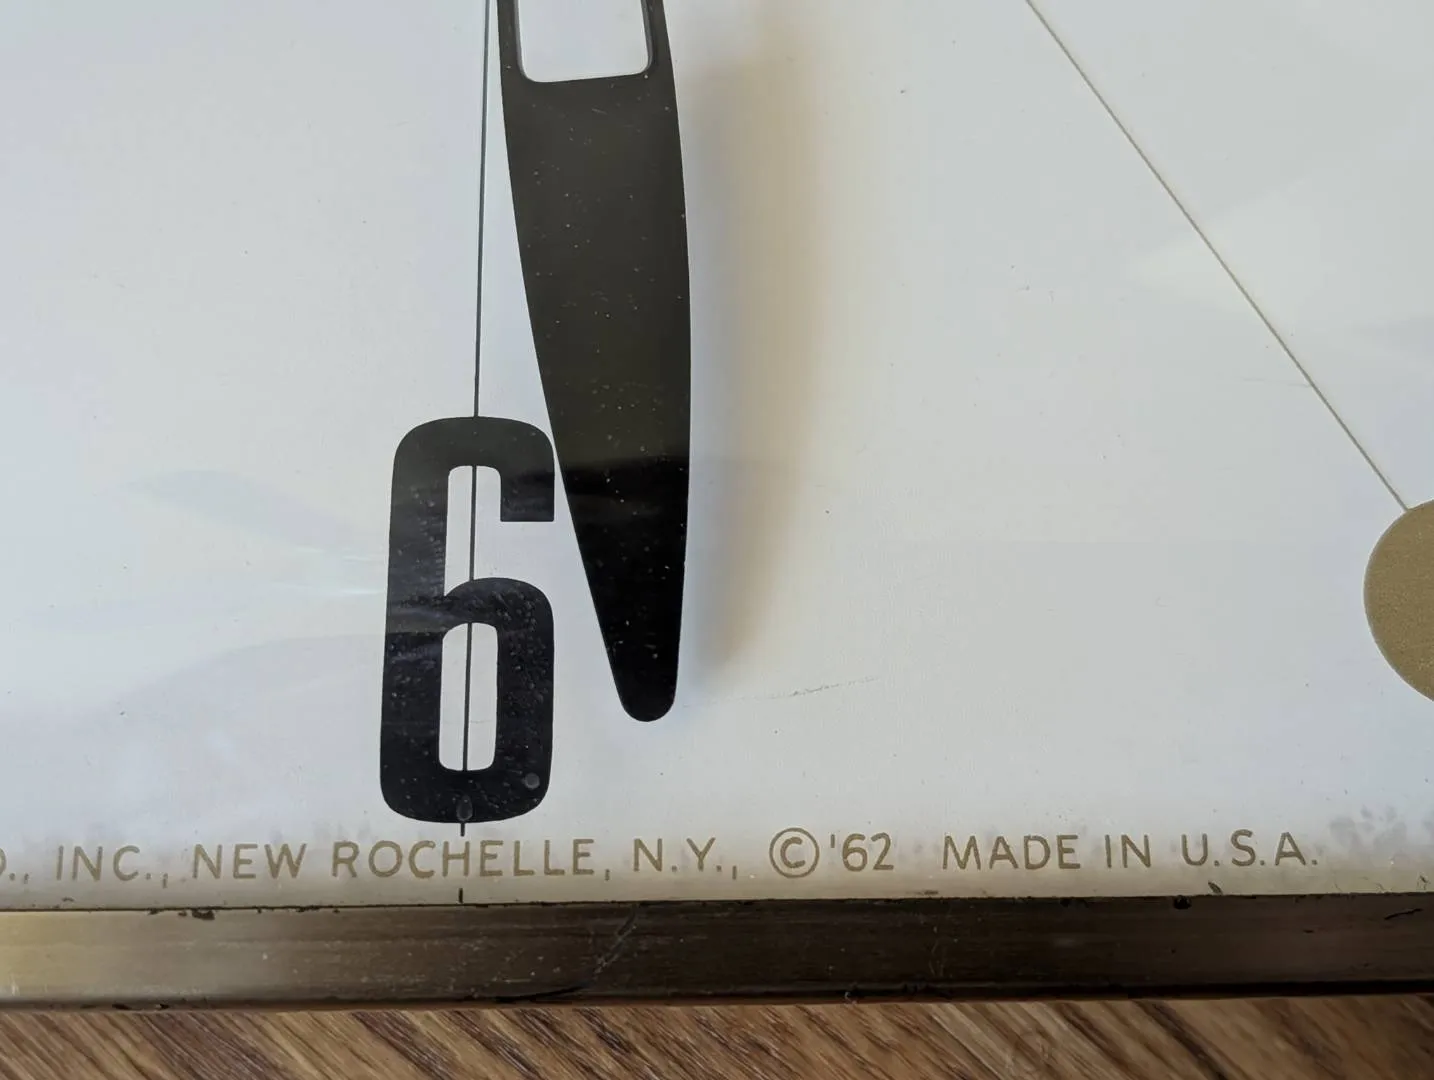 6
INC., NEW ROCHELLE, N.Y., ©'62 MADE IN U.S.A.